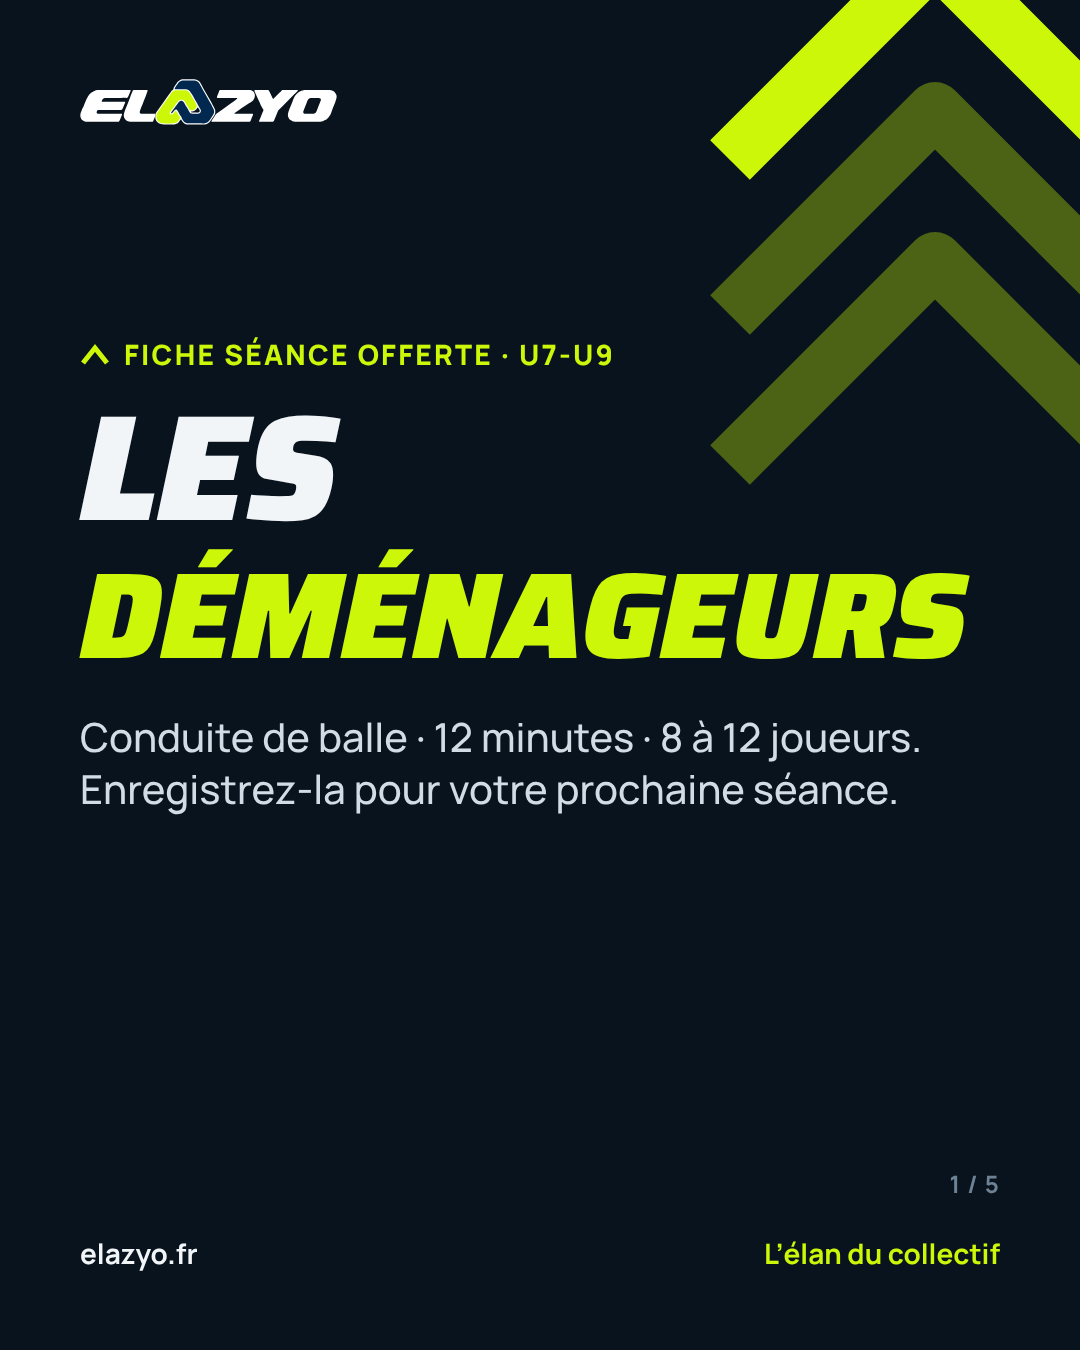 ELAZYO
FICHE SÉANCE OFFERTE · U7-U9
LES
DÉMÉNAGEURS
Conduite de balle · 12 minutes · 8 à 12 joueurs.
Enregistrez-la pour votre prochaine séance.
1 / 5
elazyo.fr
L’élan du collectif